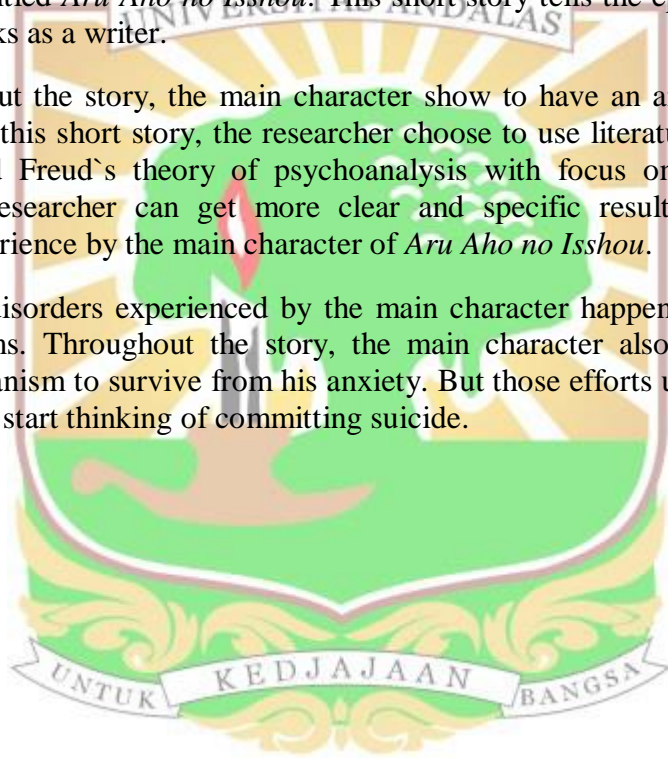 UNIVERSITAS ANDALAS
Aru Aho no Isshou. This short story tells the
ks as a writer.
ut the story, the main character show to have an
this short story, the researcher choose to use
Freud`s theory of psychoanalysis with focus
esearcher can get more clear and specific result
rience by the main character of Aru Aho no Isshou.
disorders experienced by the main character happen
ns. Throughout the story, the main character also
anism to survive from his anxiety. But those efforts
start thinking of committing suicide.
UNTUK KEDJAJAAN BANGSA